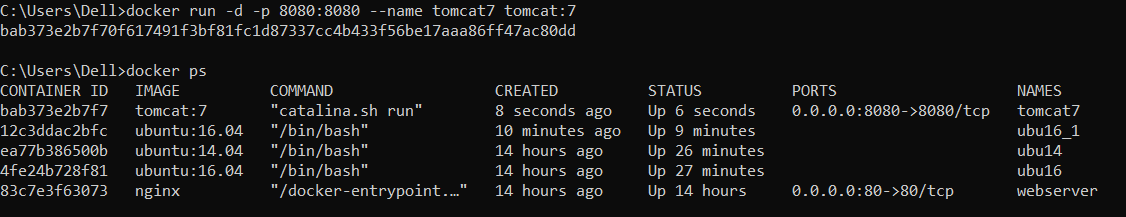 C:\Users\Dell>docker run -d -p 8080:8080 --name tomcat7 tomcat:7
bab373e2b7f70f617491f3bf81fc1d87337cc4b433f56be17aaa86ff47ac80dd
C:\Users\Dell>docker ps
CONTAINER ID   IMAGE          COMMAND                  CREATED          STATUS          PORTS                    NAMES
bab373e2b7f7   tomcat:7       "catalina.sh run"        8 seconds ago    Up 6 seconds    0.0.0.0:8080->8080/tcp   tomcat7
12c3ddac2bfc   ubuntu:16.04   "/bin/bash"              10 minutes ago   Up 9 minutes                             ubu16_1
ea77b386500b   ubuntu:14.04   "/bin/bash"              14 hours ago     Up 26 minutes                            ubu14
4fe24b728f81   ubuntu:16.04   "/bin/bash"              14 hours ago     Up 27 minutes                            ubu16
83c7e3f63073   nginx          "/docker-entrypoint.…"   14 hours ago     Up 14 hours     0.0.0.0:80->80/tcp       webserver